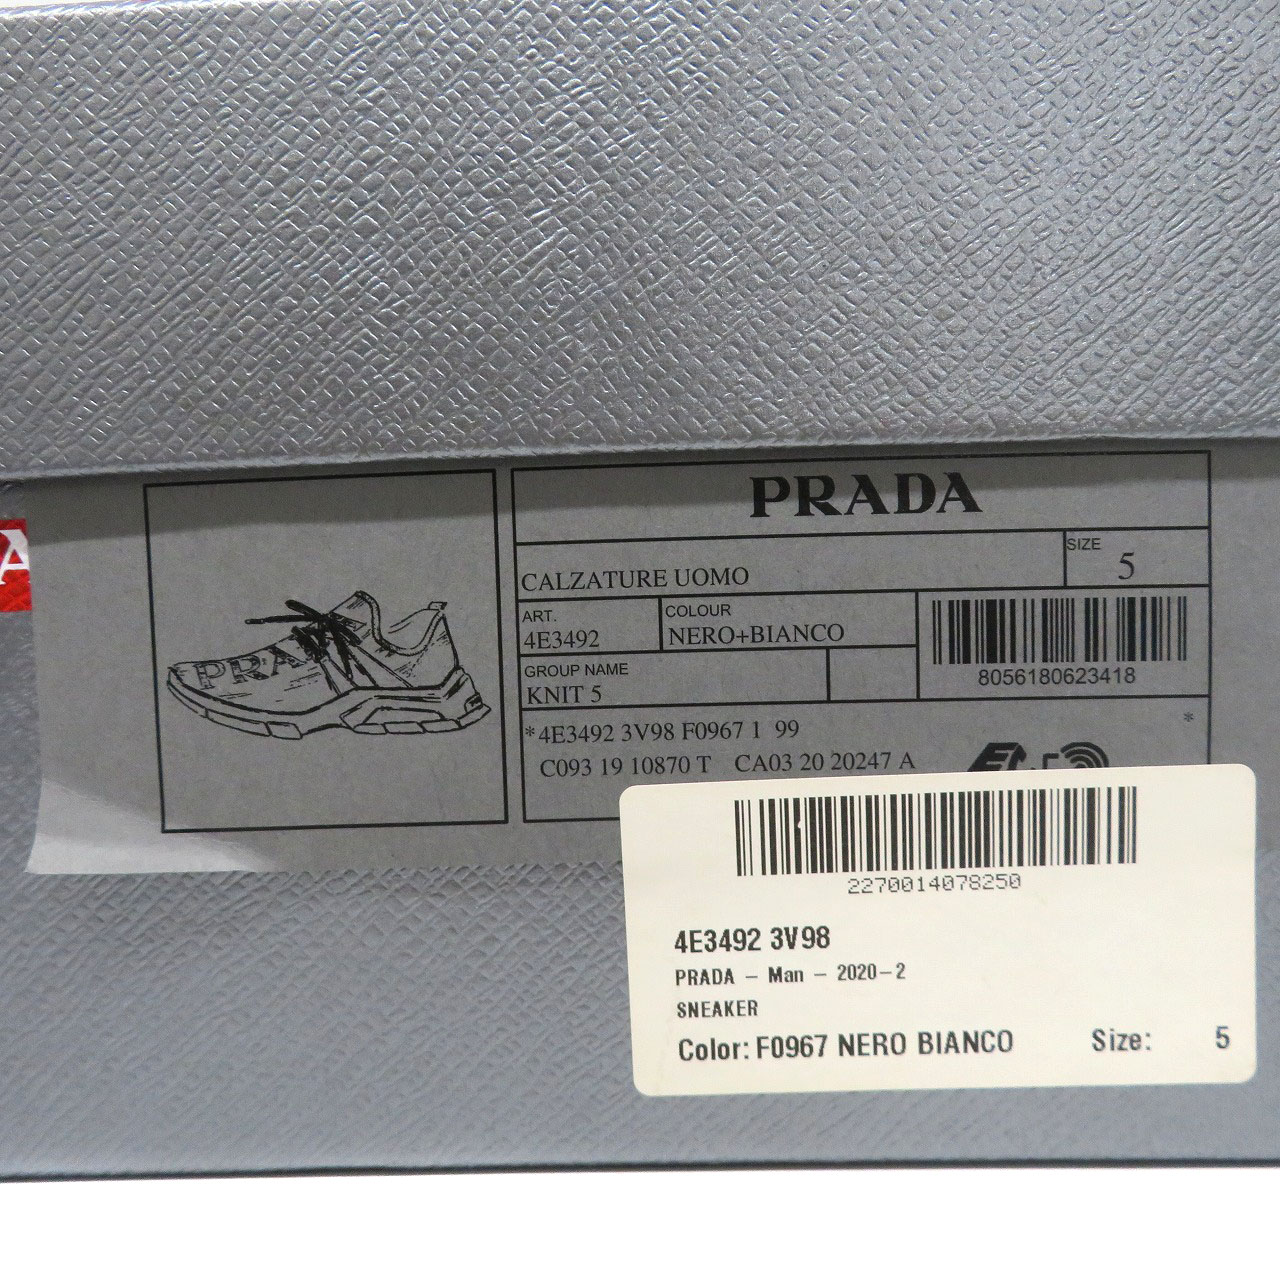 PRADA
CALZATURE UOMO
SIZE
5
ART.
4E3492
COLOUR
NERO+BIANCO
GROUP NAME
KNIT 5
8056180623418
*4E3492 3V98 F0967 1 99 *
C093 19 10870 T CA03 20 20247 A
PRA
A
2270014078250
4E3492 3V98
PRADA - Man - 2020-2
SNEAKER
Color: F0967 NERO BIANCO Size: 5